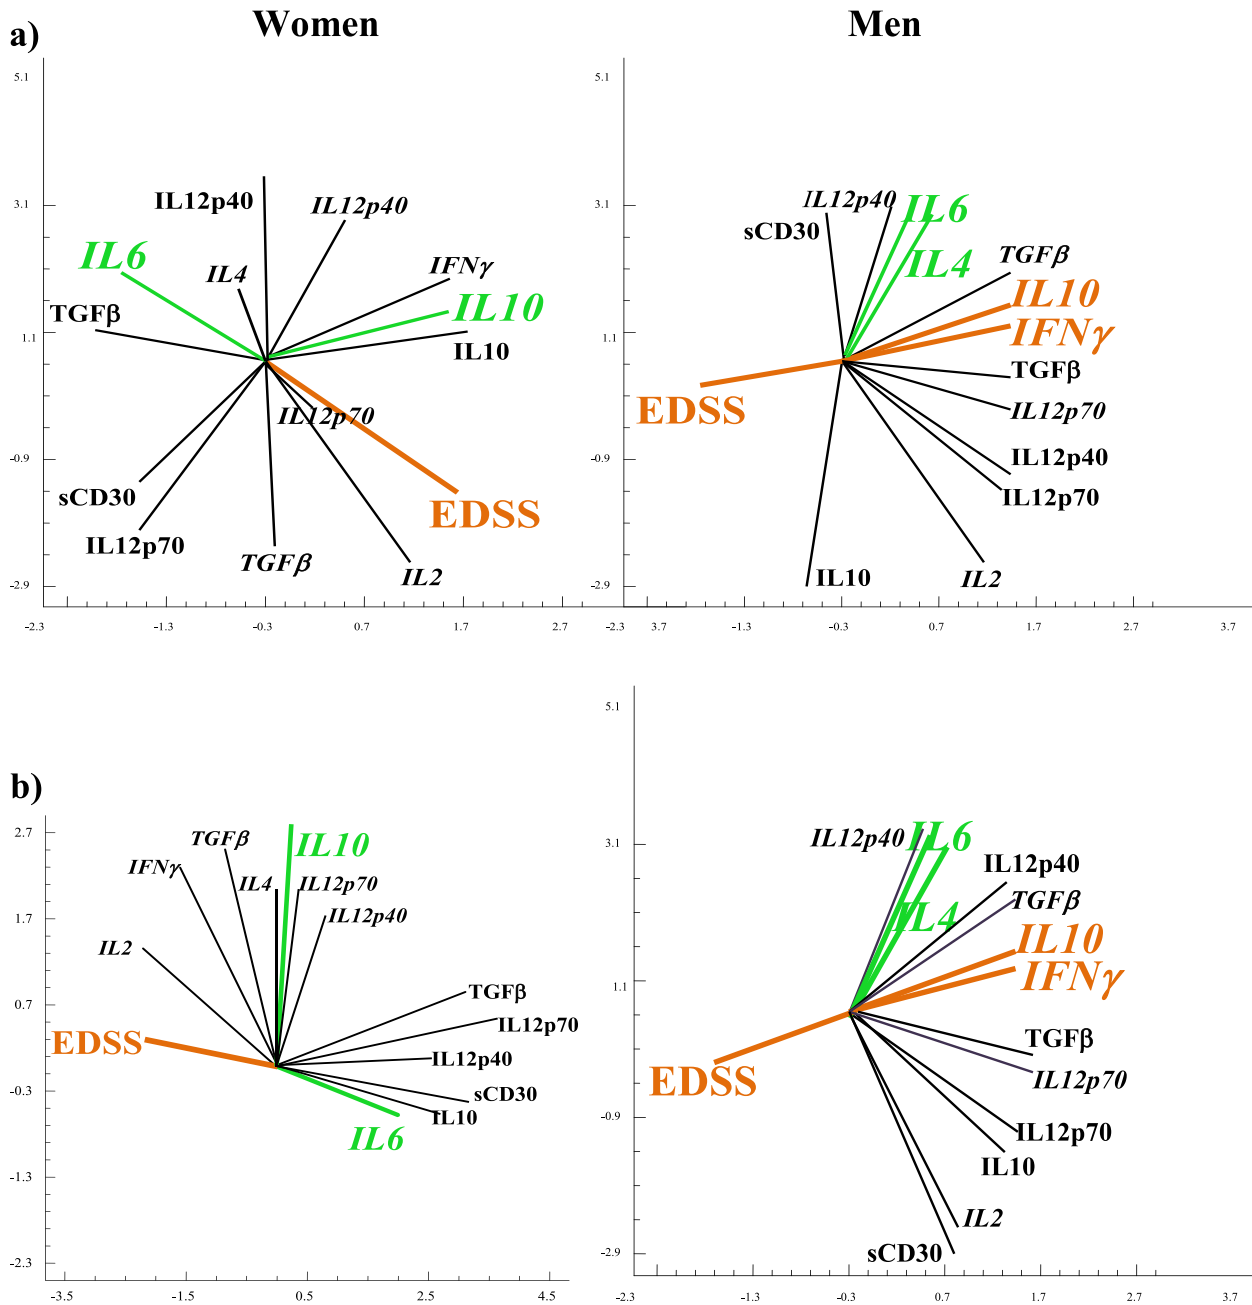 Women
Men
a)
5.1
3.1
1.1
-0.9
-2.9
IL12p40
IL12p40
IL6
IL4
IFNγ
TGFβ
IL10
IL10
IL12p70
sCD30
EDSS
IL12p70
TGFβ
IL2
-2.3
-1.3
-0.3
0.7
1.7
2.7
5.1
3.1
1.1
-0.9
-2.9
IL12p40
IL6
sCD30
IL4
TGFβ
IL10
IFNγ
TGFβ
EDSS
IL12p70
IL12p40
IL12p70
IL10
IL2
-2.3
3.7
-1.3
-0.3
0.7
1.7
2.7
3.7
b)
2.7
1.7
0.7
-0.3
-1.3
-2.3
TGFβ
IL10
IFNγ
IL4
IL12p70
IL12p40
IL2
TGFβ
IL12p70
EDSS
IL12p40
sCD30
IL10
IL6
-3.5
-1.5
0.5
2.5
4.5
5.1
3.1
1.1
-0.9
-2.9
IL12p40
IL6
IL12p40
TGFβ
IL4
IL10
IFNγ
TGFβ
EDSS
IL12p70
IL12p70
IL10
IL2
sCD30
-2.3
-1.3
-0.3
0.7
1.7
2.7
3.7